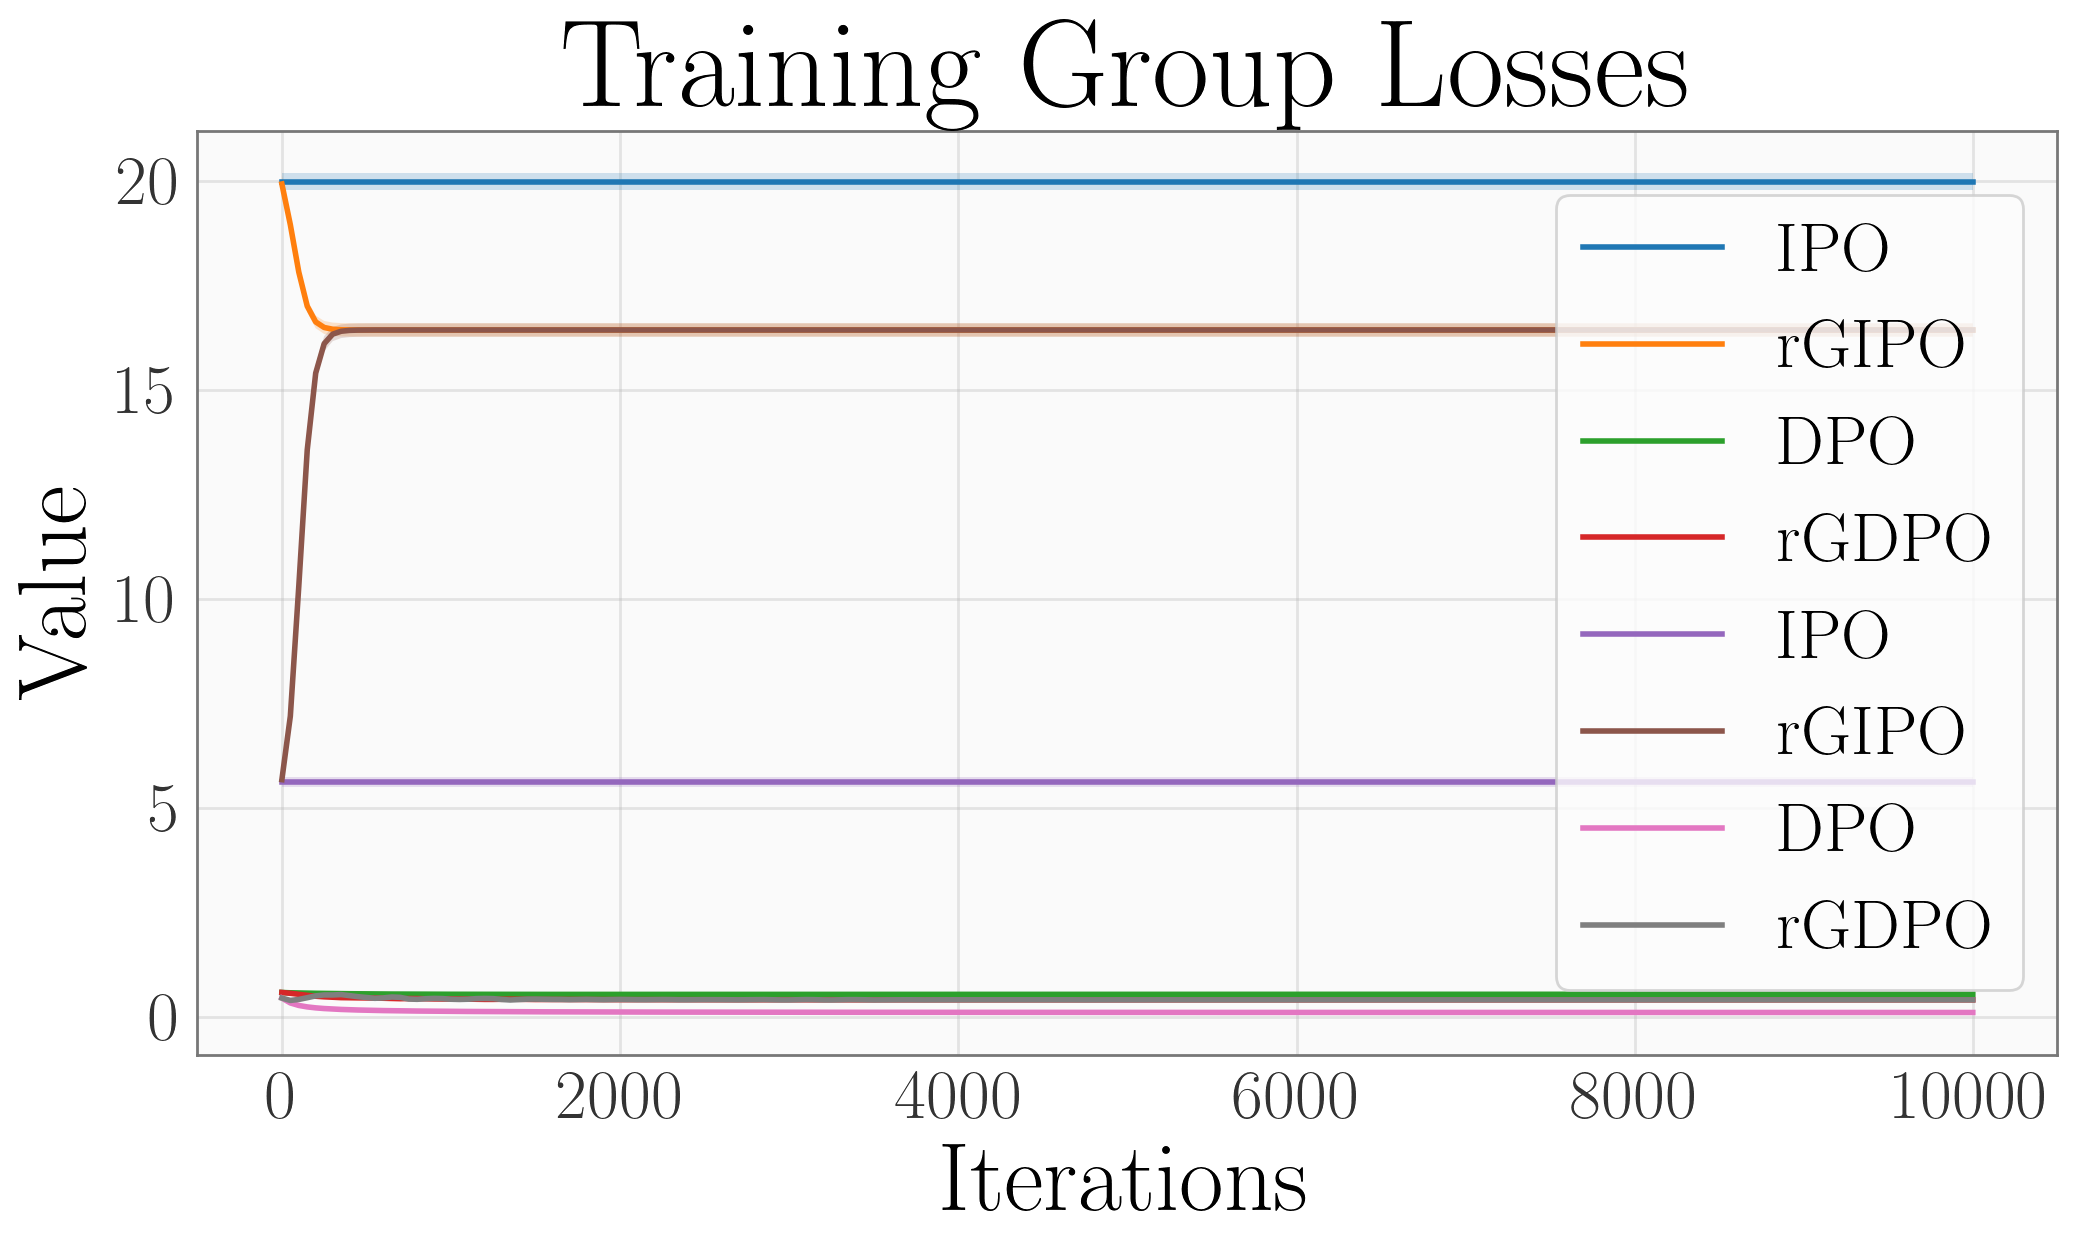 Training Group Losses
Value
20
15
10
5
0
IPO
rGIPO
DPO
rGDPO
IPO
rGIPO
DPO
rGDPO
0 2000 4000 6000 8000 10000
Iterations